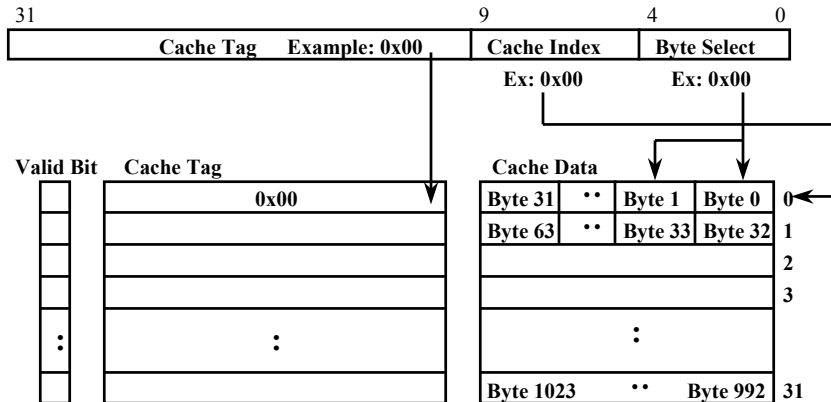 31 9 4 0
Cache Tag Example: 0x00 Cache Index Byte Select
Ex: 0x00 Ex: 0x00
Valid Bit Cache Tag Cache Data
0x00 Byte 31 •• Byte 1 Byte 0 0
Byte 63 •• Byte 33 Byte 32 1
2
3
: : :
Byte 1023 •• Byte 992 31